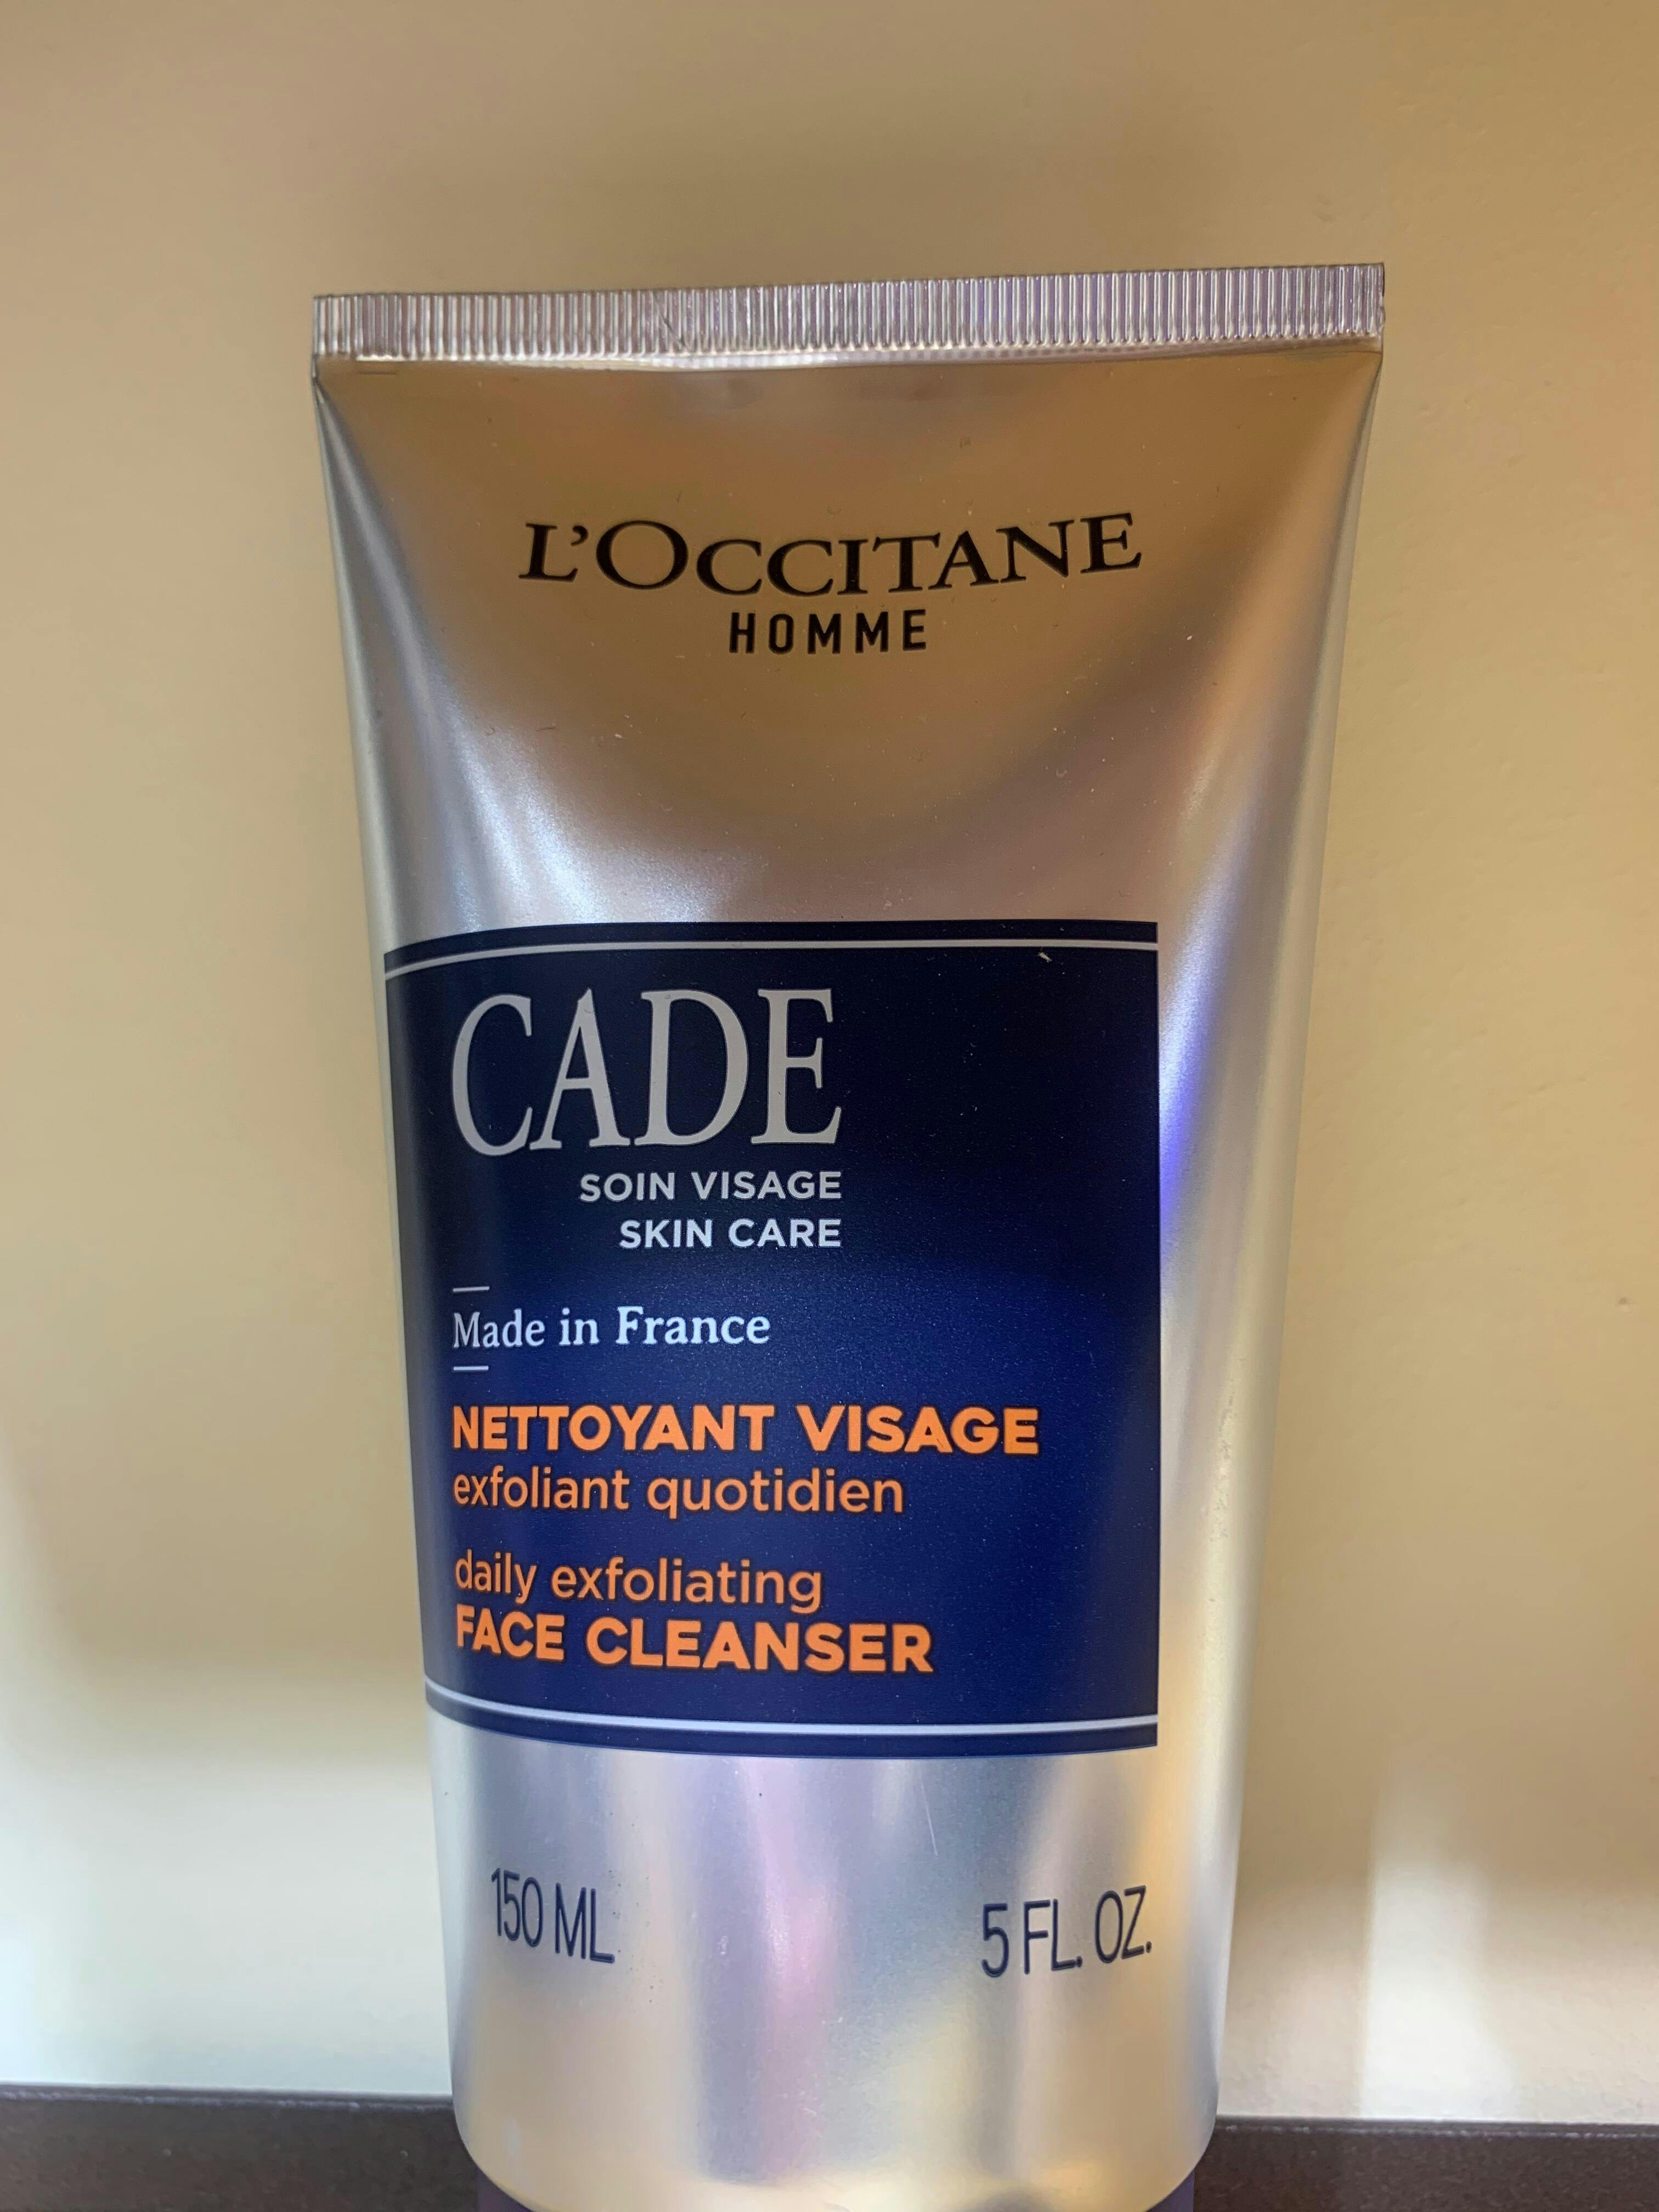 L'OCCITANE
HOMME
CADE
SOIN VISAGE
SKIN CARE
Made in France
NETTOYANT VISAGE
exfoliant quotidien
daily exfoliating
FACE CLEANSER
150 ML 5 FL. OZ.